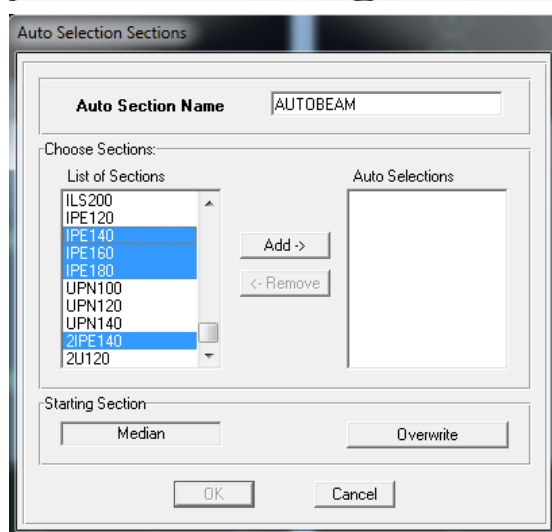 Auto Selection Sections
Auto Section Name AUTOBEAM
Choose Sections:
List of Sections
ILS200
IPE120
IPE140
IPE160
IPE180
UPN100
UPN120
UPN140
2IPE140
2U120
Add ->
<- Remove
Auto Selections
Starting Section
Median
Overwrite
OK
Cancel